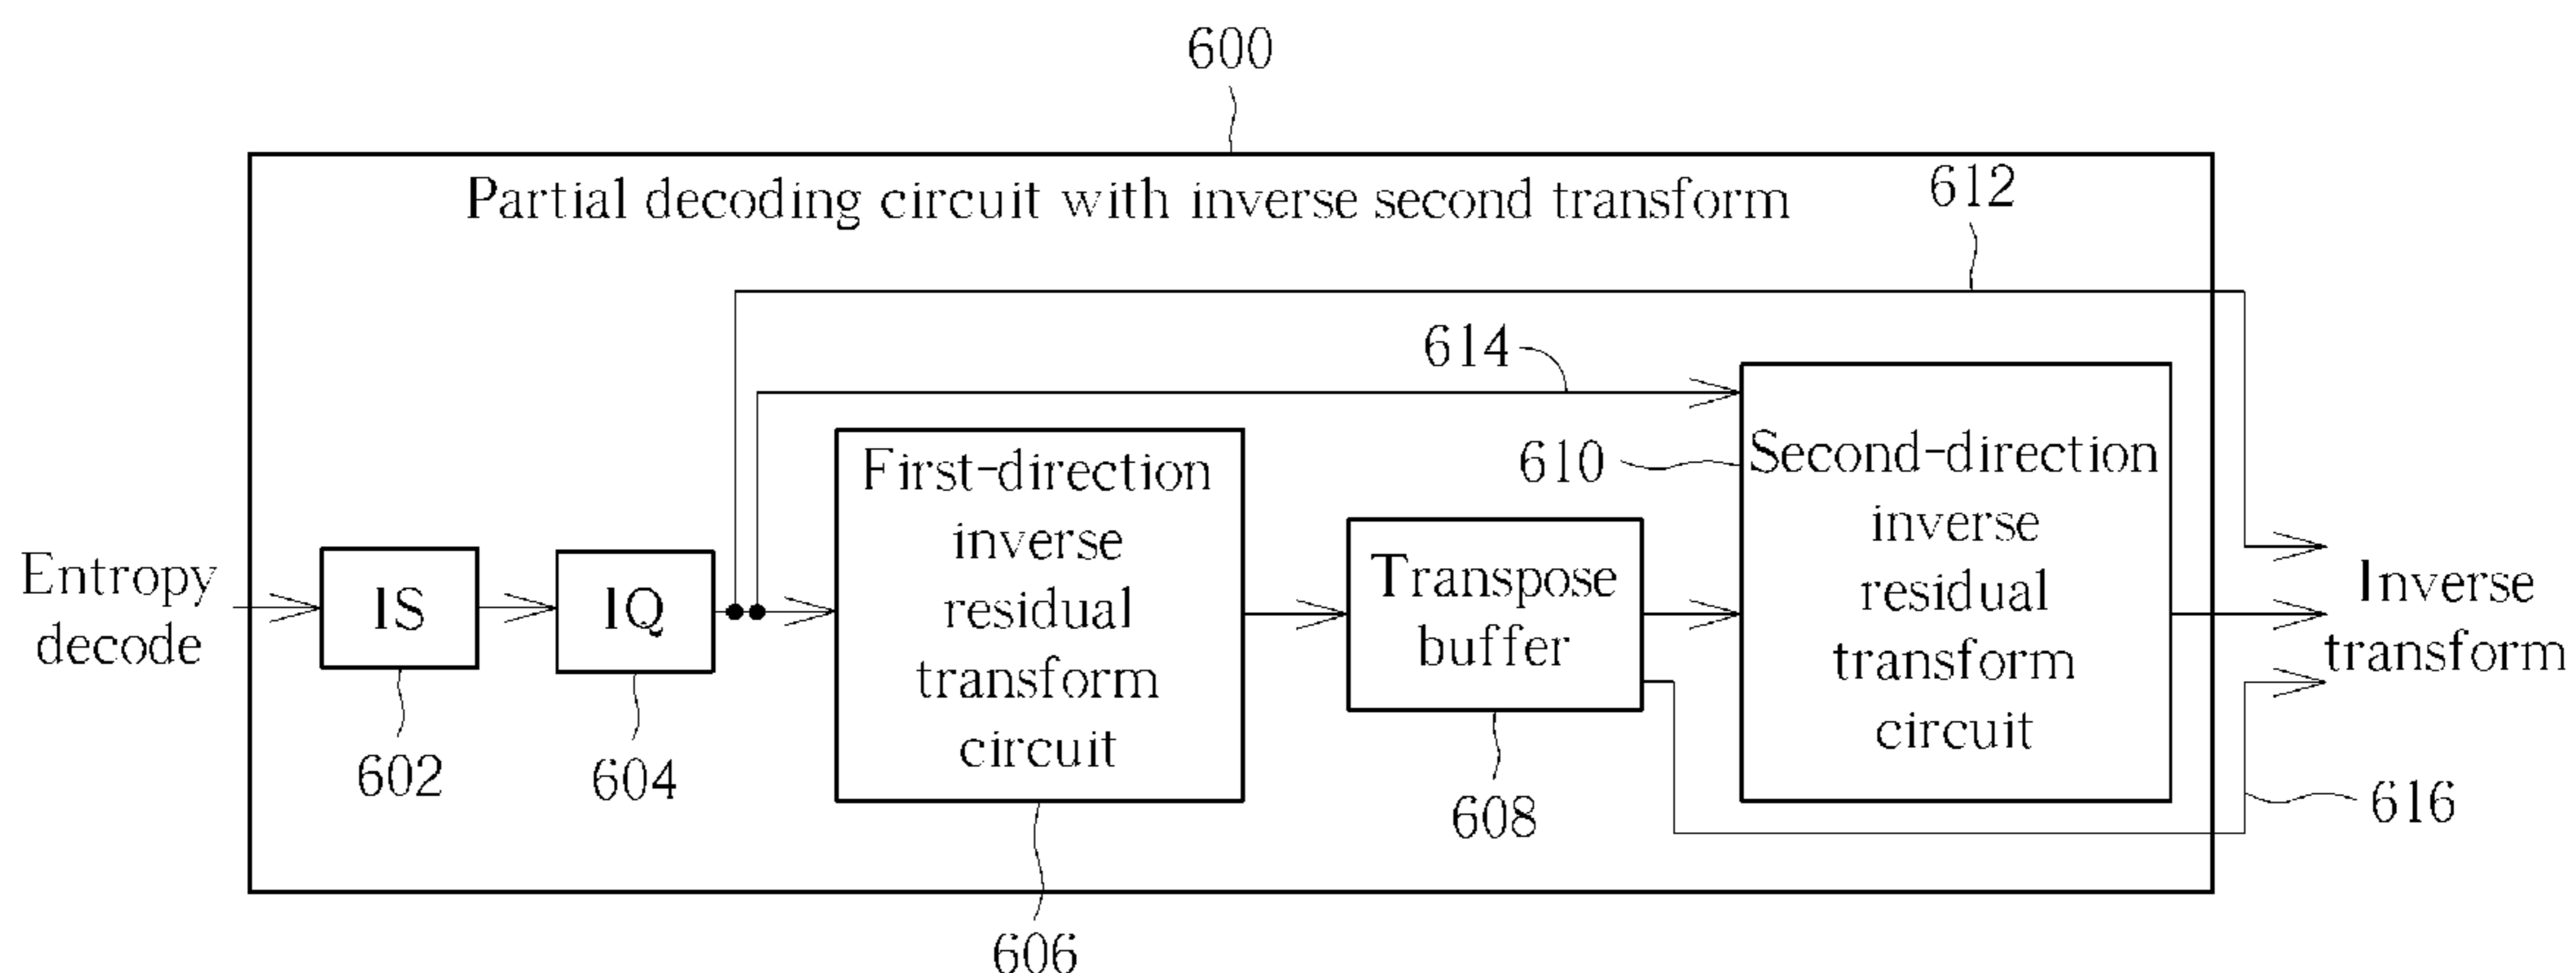 600
Partial decoding circuit with inverse second transform
612
614
610
First-direction
inverse
residual
transform
circuit
Second-direction
inverse
residual
transform
circuit
Transpose
buffer
Entropy
decode
IS
IQ
Inverse
transform
602
604
608
616
606